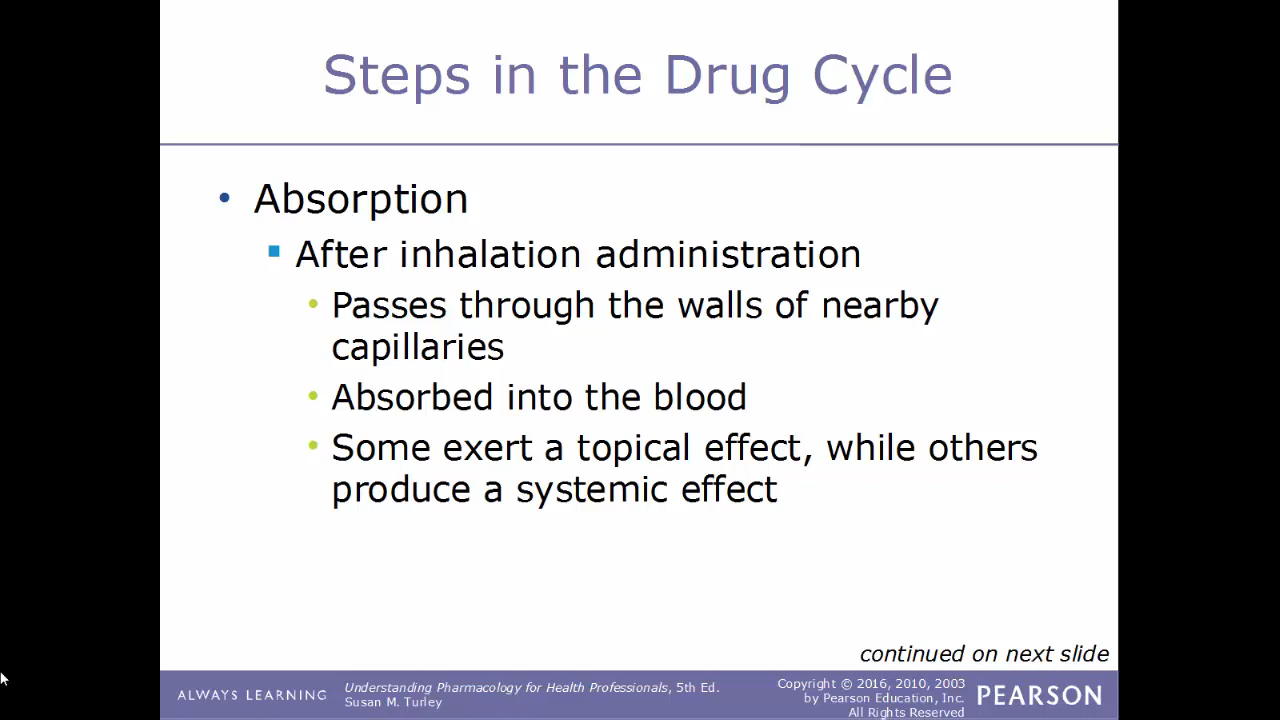 Steps in the Drug Cycle
• Absorption
▪ After inhalation administration
• Passes through the walls of nearby
capillaries
• Absorbed into the blood
• Some exert a topical effect, while others
produce a systemic effect
continued on next slide
ALWAYS LEARNING
Understanding Pharmacology for Health Professionals, 5th Ed.
Susan M. Turley
Copyright © 2016, 2010, 2003
by Pearson Education, Inc.
All Rights Reserved
PEARSON